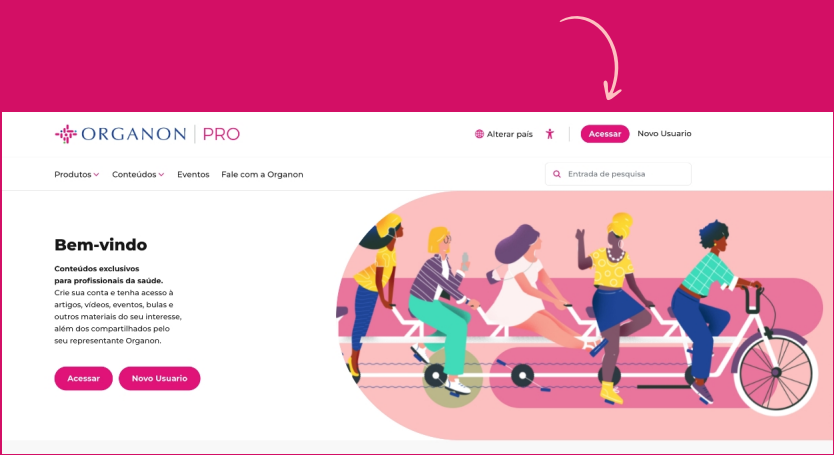 ORGANON | PRO
Alterar país
Acessar
Novo Usuario
Produtos
Conteúdos
Eventos
Fale com a Organon
Entrada de pesquisa
Bem-vindo
Conteúdos exclusivos
para profissionais da saúde.
Crie sua conta e tenha acesso à
artigos, vídeos, eventos, bulas e
outros materiais do seu interesse,
além dos compartilhados pelo
seu representante Organon.
Acessar
Novo Usuario